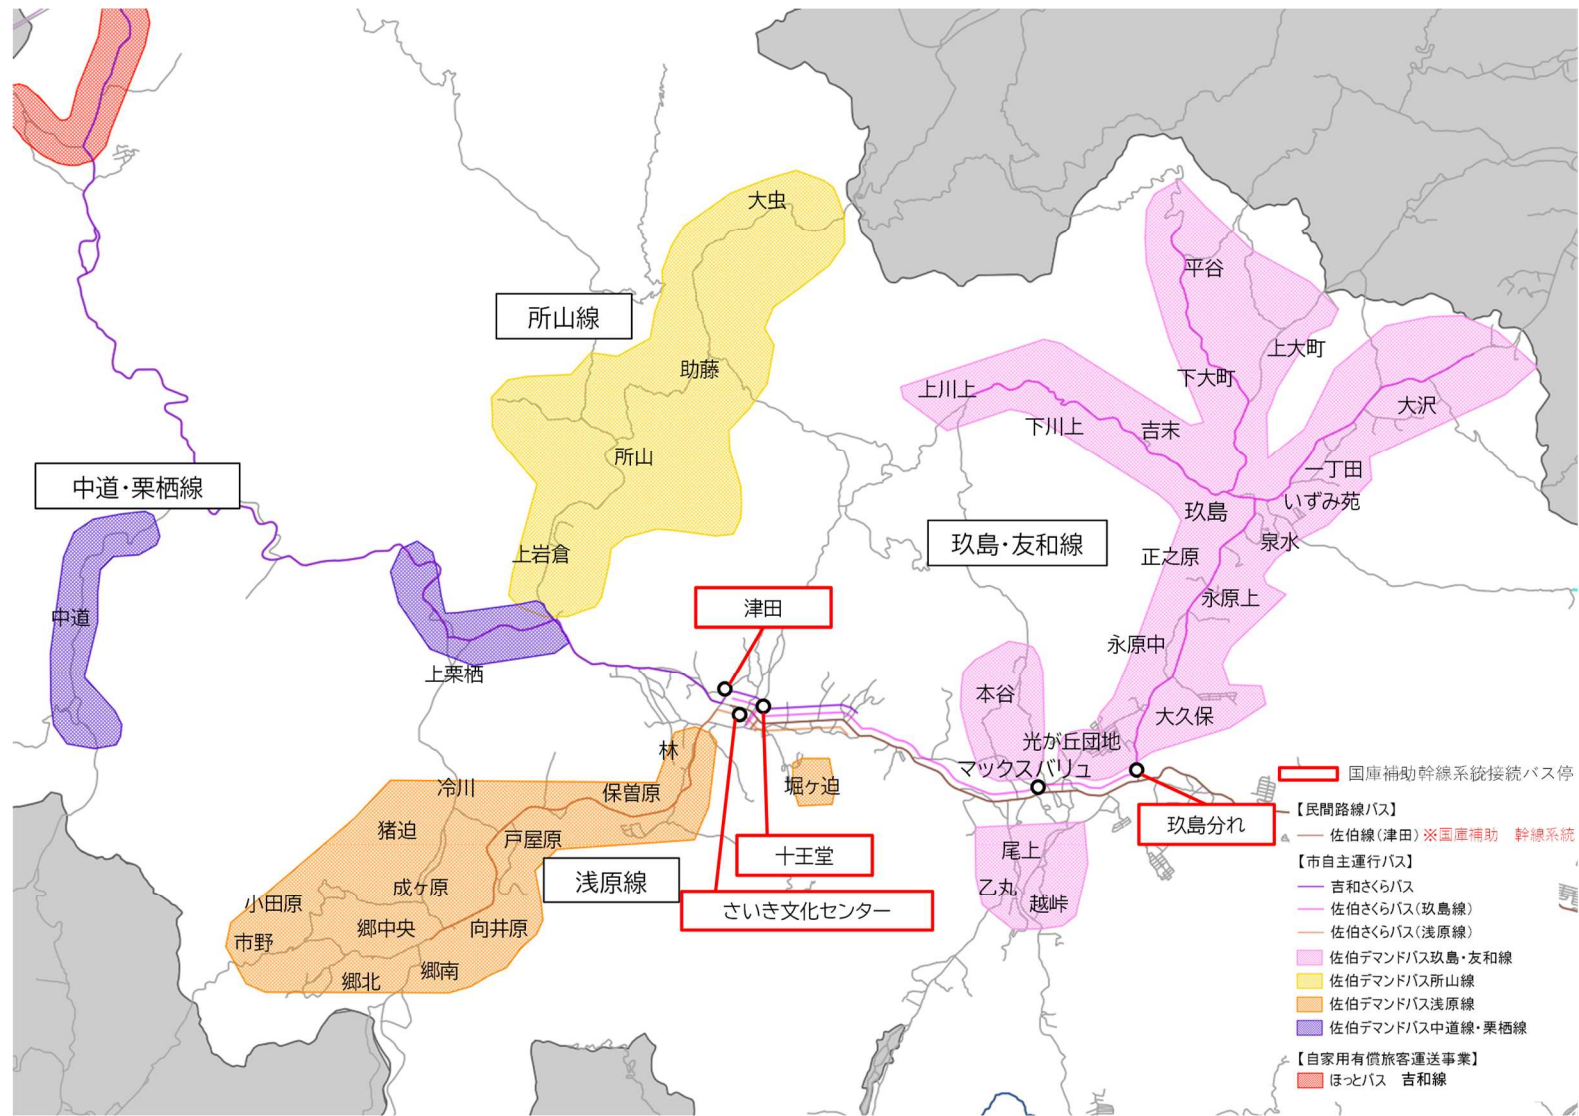 大虫
所山線
平谷
上大町
助藤
下大町
上川上
大沢
下川上
吉末
所山
一丁田
中道・栗栖線
いずみ苑
玖島
玖島・友和線
泉水
上岩倉
正之原
永原上
中道
津田
永原中
上栗栖
本谷
大久保
林
光が丘団地
マックスバリュ
国庫補助幹線系統接続バス停
冷川
保曽原
堀ヶ迫
【民間路線バス】
猪迫
戸屋原
玖島分れ
佐伯線(津田) ※国庫補助 幹線系統
十王堂
尾上
【市自主運行バス】
浅原線
成ヶ原
乙丸
吉和さくらバス
小田原
さいき文化センター
越峠
佐伯さくらバス(玖島線)
郷中央
向井原
佐伯さくらバス(浅原線)
市野
佐伯デマンドバス玖島・友和線
郷南
郷北
佐伯デマンドバス所山線
佐伯デマンドバス浅原線
佐伯デマンドバス中道線・栗栖線
【自家用有償旅客運送事業】
ほっとバス 吉和線